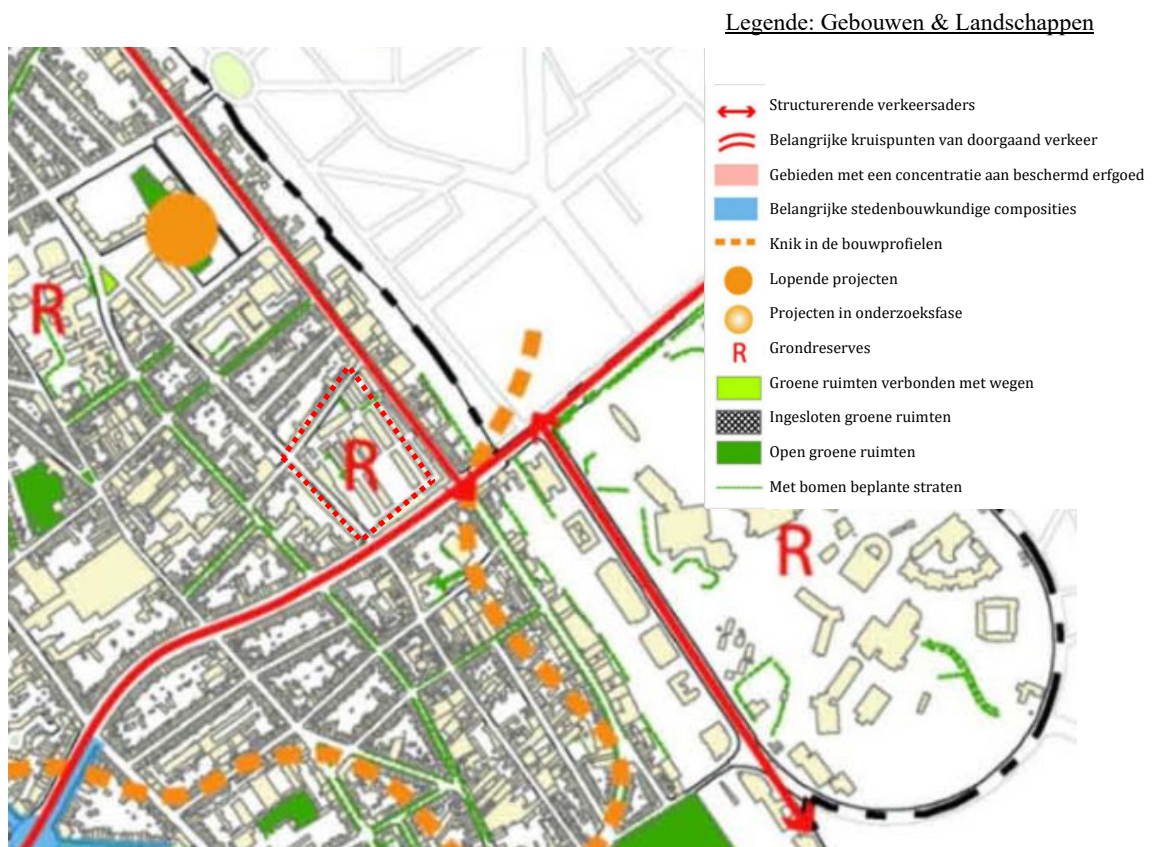 Legende: Gebouwen & Landschappen
Structurerende verkeersaders
Belangrijke kruispunten van doorgaand verkeer
Gebieden met een concentratie aan beschermd erfgoed
Belangrijke stedenbouwkundige composities
Knik in de bouwprofielen
Lopende projecten
Projecten in onderzoeksfase
R Grondreserves
Groene ruimten verbonden met wegen
Ingesloten groene ruimten
Open groene ruimten
Met bomen beplante straten
R
R
R